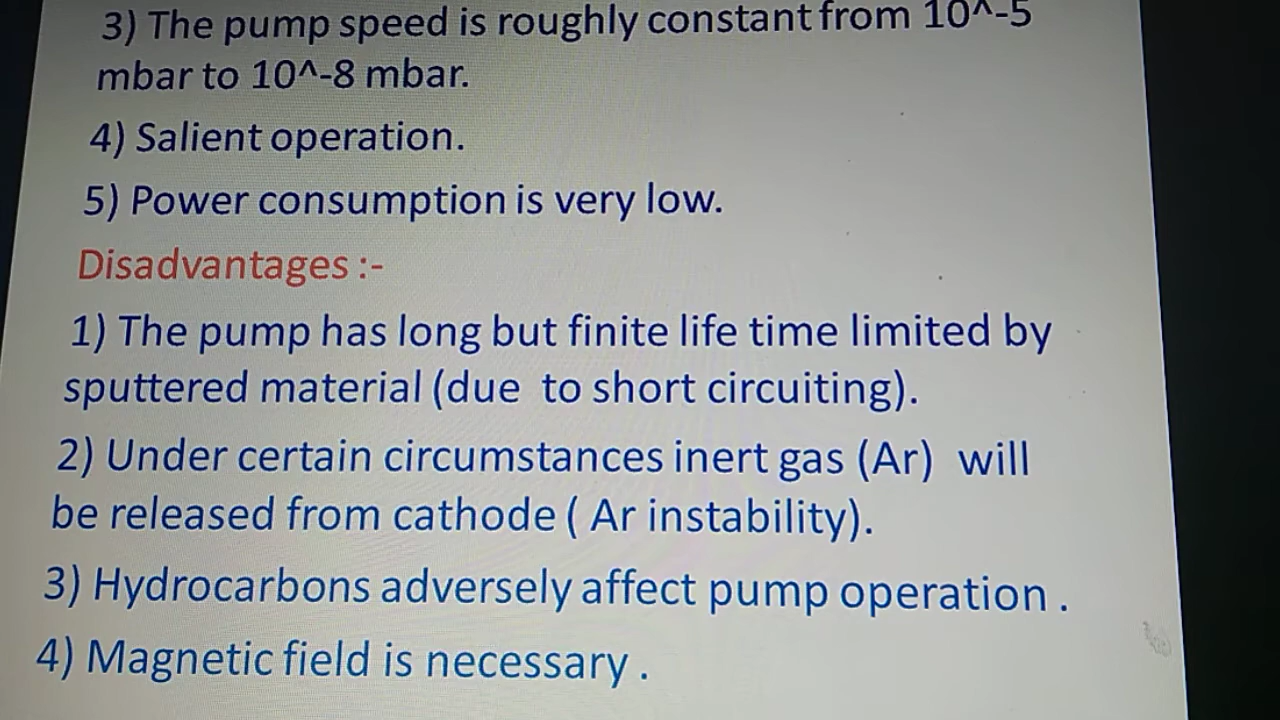 3) The pump speed is roughly constant from 10^-5
mbar to 10^-8 mbar.
4) Salient operation.
5) Power consumption is very low.
Disadvantages :-
1) The pump has long but finite life time limited by
sputtered material (due to short circuiting).
2) Under certain circumstances inert gas (Ar) will
be released from cathode ( Ar instability).
3) Hydrocarbons adversely affect pump operation .
4) Magnetic field is necessary .